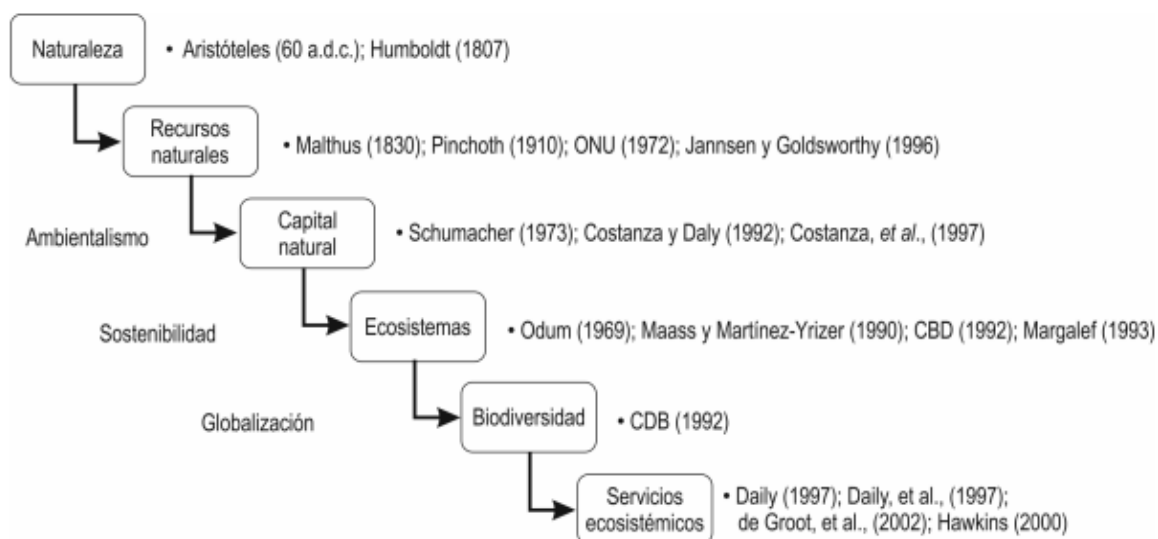 Naturaleza
• Aristóteles (60 a.d.c.); Humboldt (1807)
Recursos
naturales
• Malthus (1830); Pinchoth (1910); ONU (1972); Jannsen y Goldsworthy (1996)
Ambientalismo
Capital
natural
• Schumacher (1973); Costanza y Daly (1992); Costanza, et al., (1997)
Sostenibilidad
Ecosistemas
• Odum (1969); Maass y Martínez-Yrizer (1990); CBD (1992); Margalef (1993)
Globalización
Biodiversidad
• CDB (1992)
Servicios
ecosistémicos
• Daily (1997); Daily, et al., (1997);
de Groot, et al., (2002); Hawkins (2000)